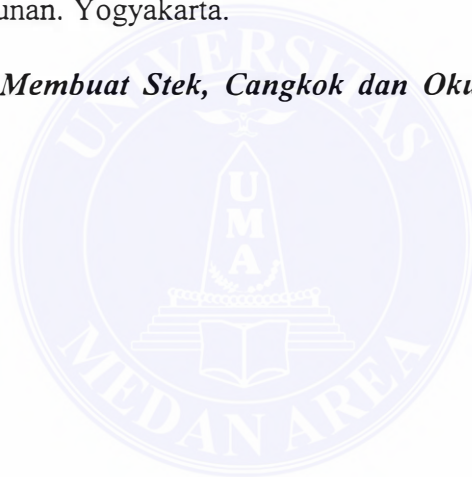 unan. Yogyakarta.
Membuat Stek, Cangkok dan Oku
UNIVERSITAS
UMA
MEDAN AREA